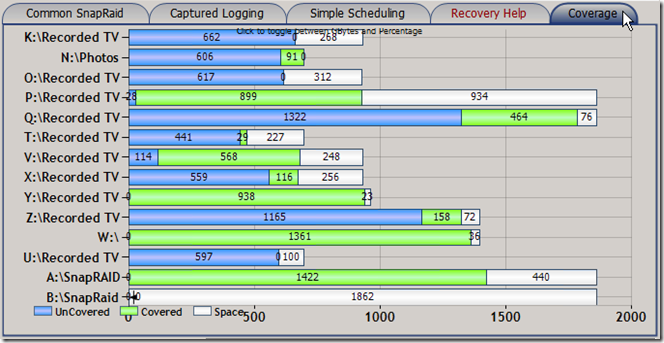 Common SnapRaid Captured Logging Simple Scheduling Recovery Help Coverage
Click to toggle between GBytes and Percentage
K:\Recorded TV 662 268
N:\Photos 606 91 0
O:\Recorded TV 617 0 312
P:\Recorded TV 28 899 934
Q:\Recorded TV 1322 464 76
T:\Recorded TV 441 29 227
V:\Recorded TV 114 568 248
X:\Recorded TV 559 116 256
Y:\Recorded TV 0 938 23
Z:\Recorded TV 1165 158 72
W:\ 0 1361 36
U:\Recorded TV 597 0 100
A:\SnapRAID 0 1422 440
B:\SnapRaid 0 0 1862
0 500 1000 1500 2000
UnCovered Covered Space